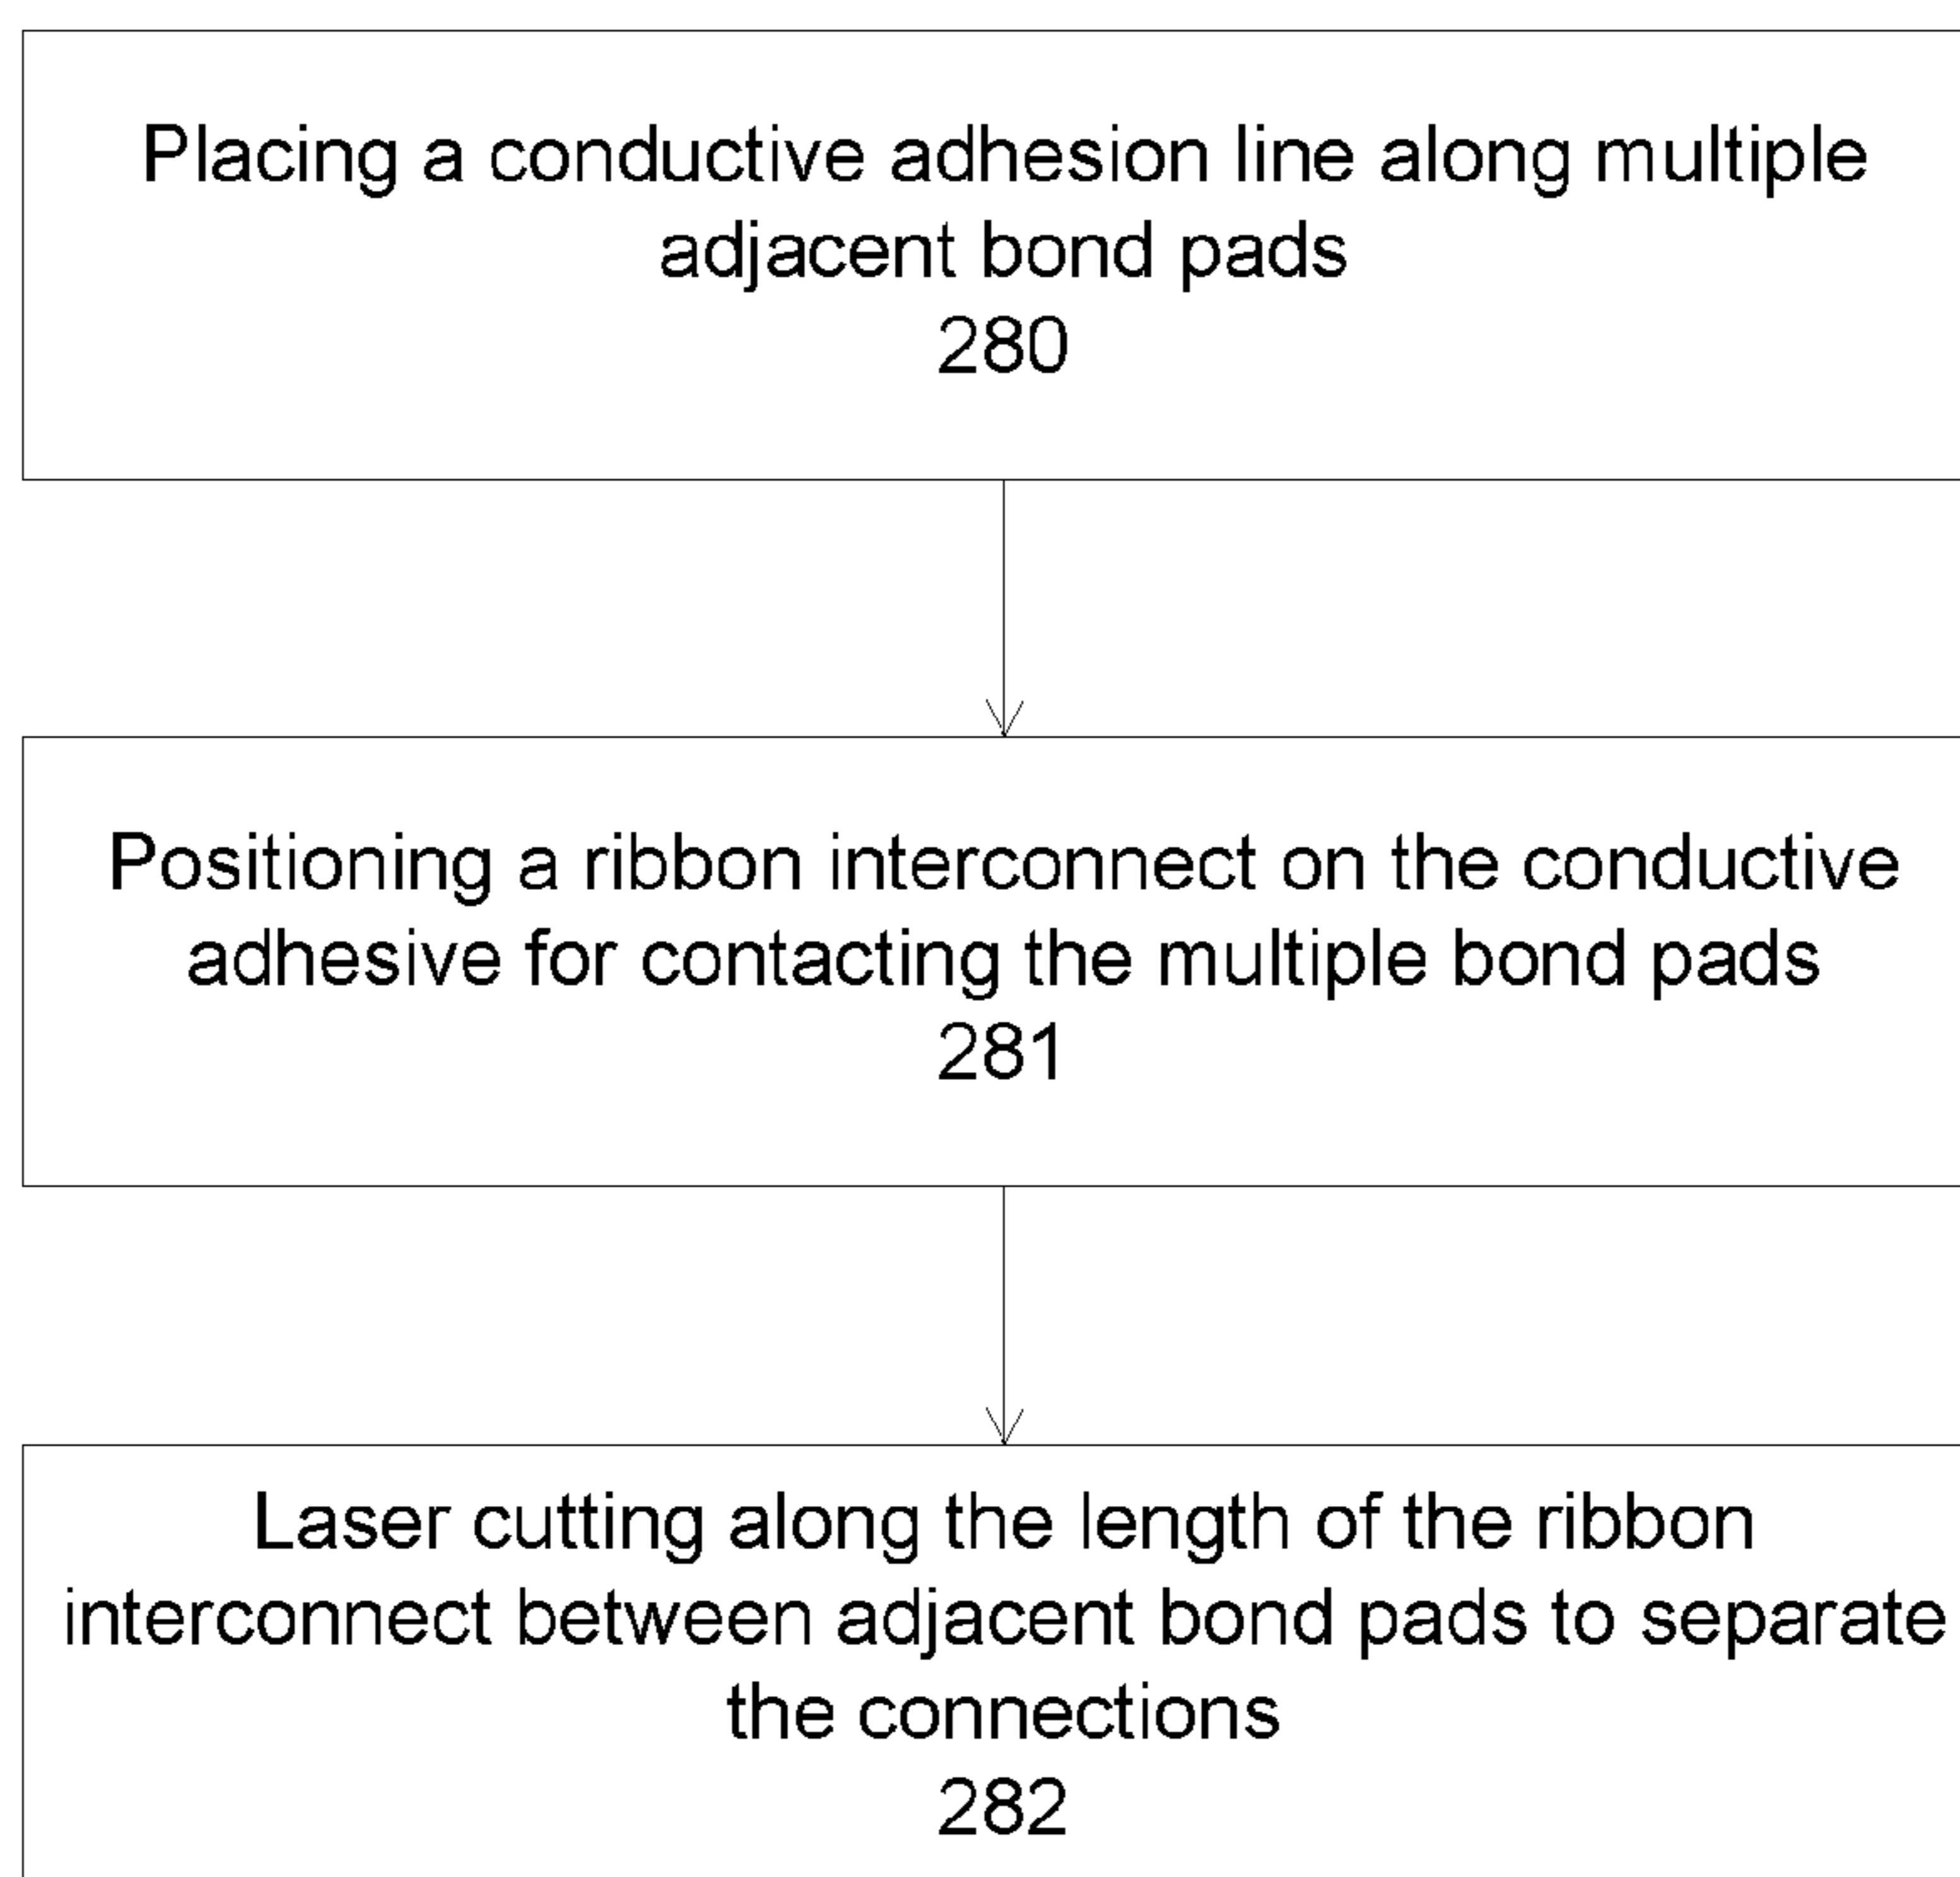 Placing a conductive adhesion line along multiple
adjacent bond pads
280
Positioning a ribbon interconnect on the conductive
adhesive for contacting the multiple bond pads
281
Laser cutting along the length of the ribbon
interconnect between adjacent bond pads to separate
the connections
282